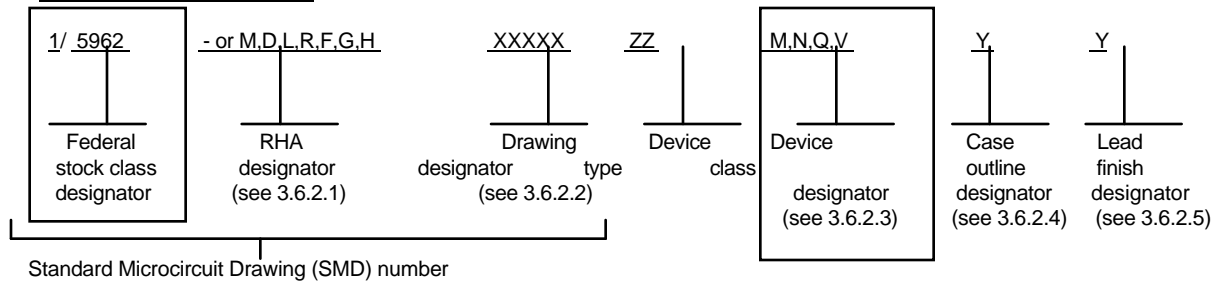 1/ 5962 - or M,D,L,R,F,G,H XXXXX ZZ M,N,Q,V Y Y
Federal RHA Drawing Device Device Case Lead
stock class designator designator type class outline finish
designator (see 3.6.2.1) (see 3.6.2.2) designator designator designator
(see 3.6.2.3) (see 3.6.2.4) (see 3.6.2.5)
Standard Microcircuit Drawing (SMD) number